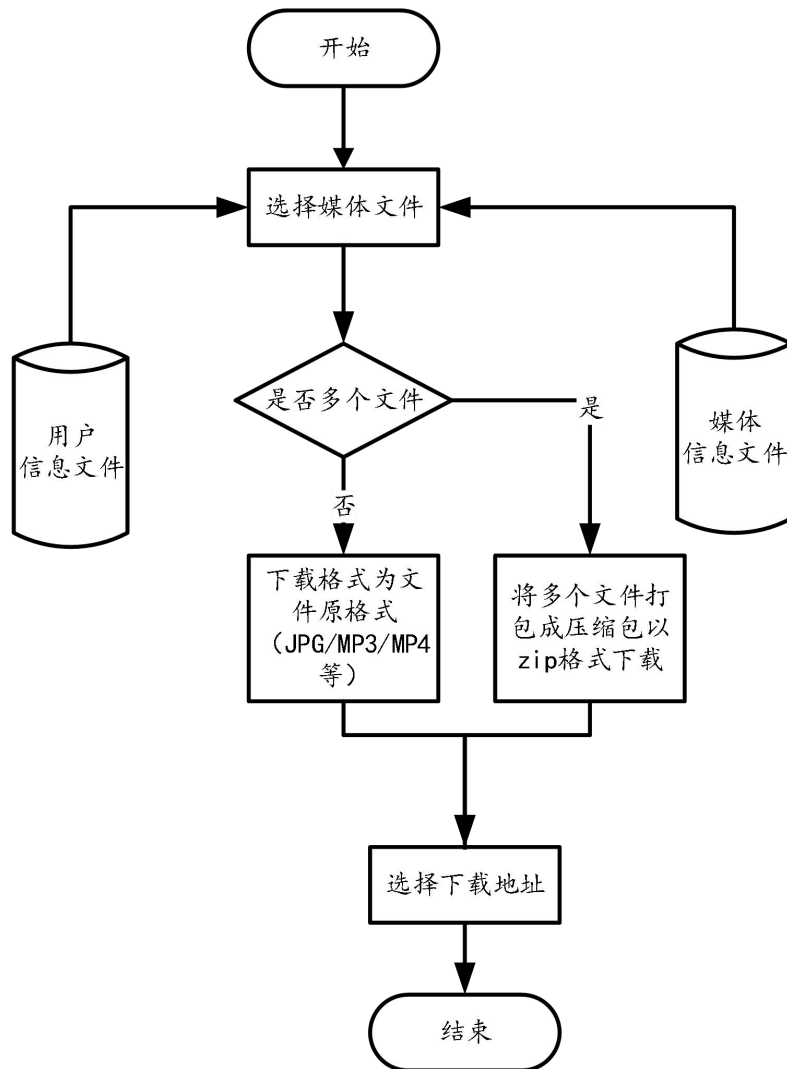 开始
选择媒体文件
是否多个文件
是
用户
信息文件
媒体
信息文件
否
下载格式为文
件原格式
（JPG/MP3/MP4
等）
将多个文件打
包成压缩包以
zip格式下载
选择下载地址
结束